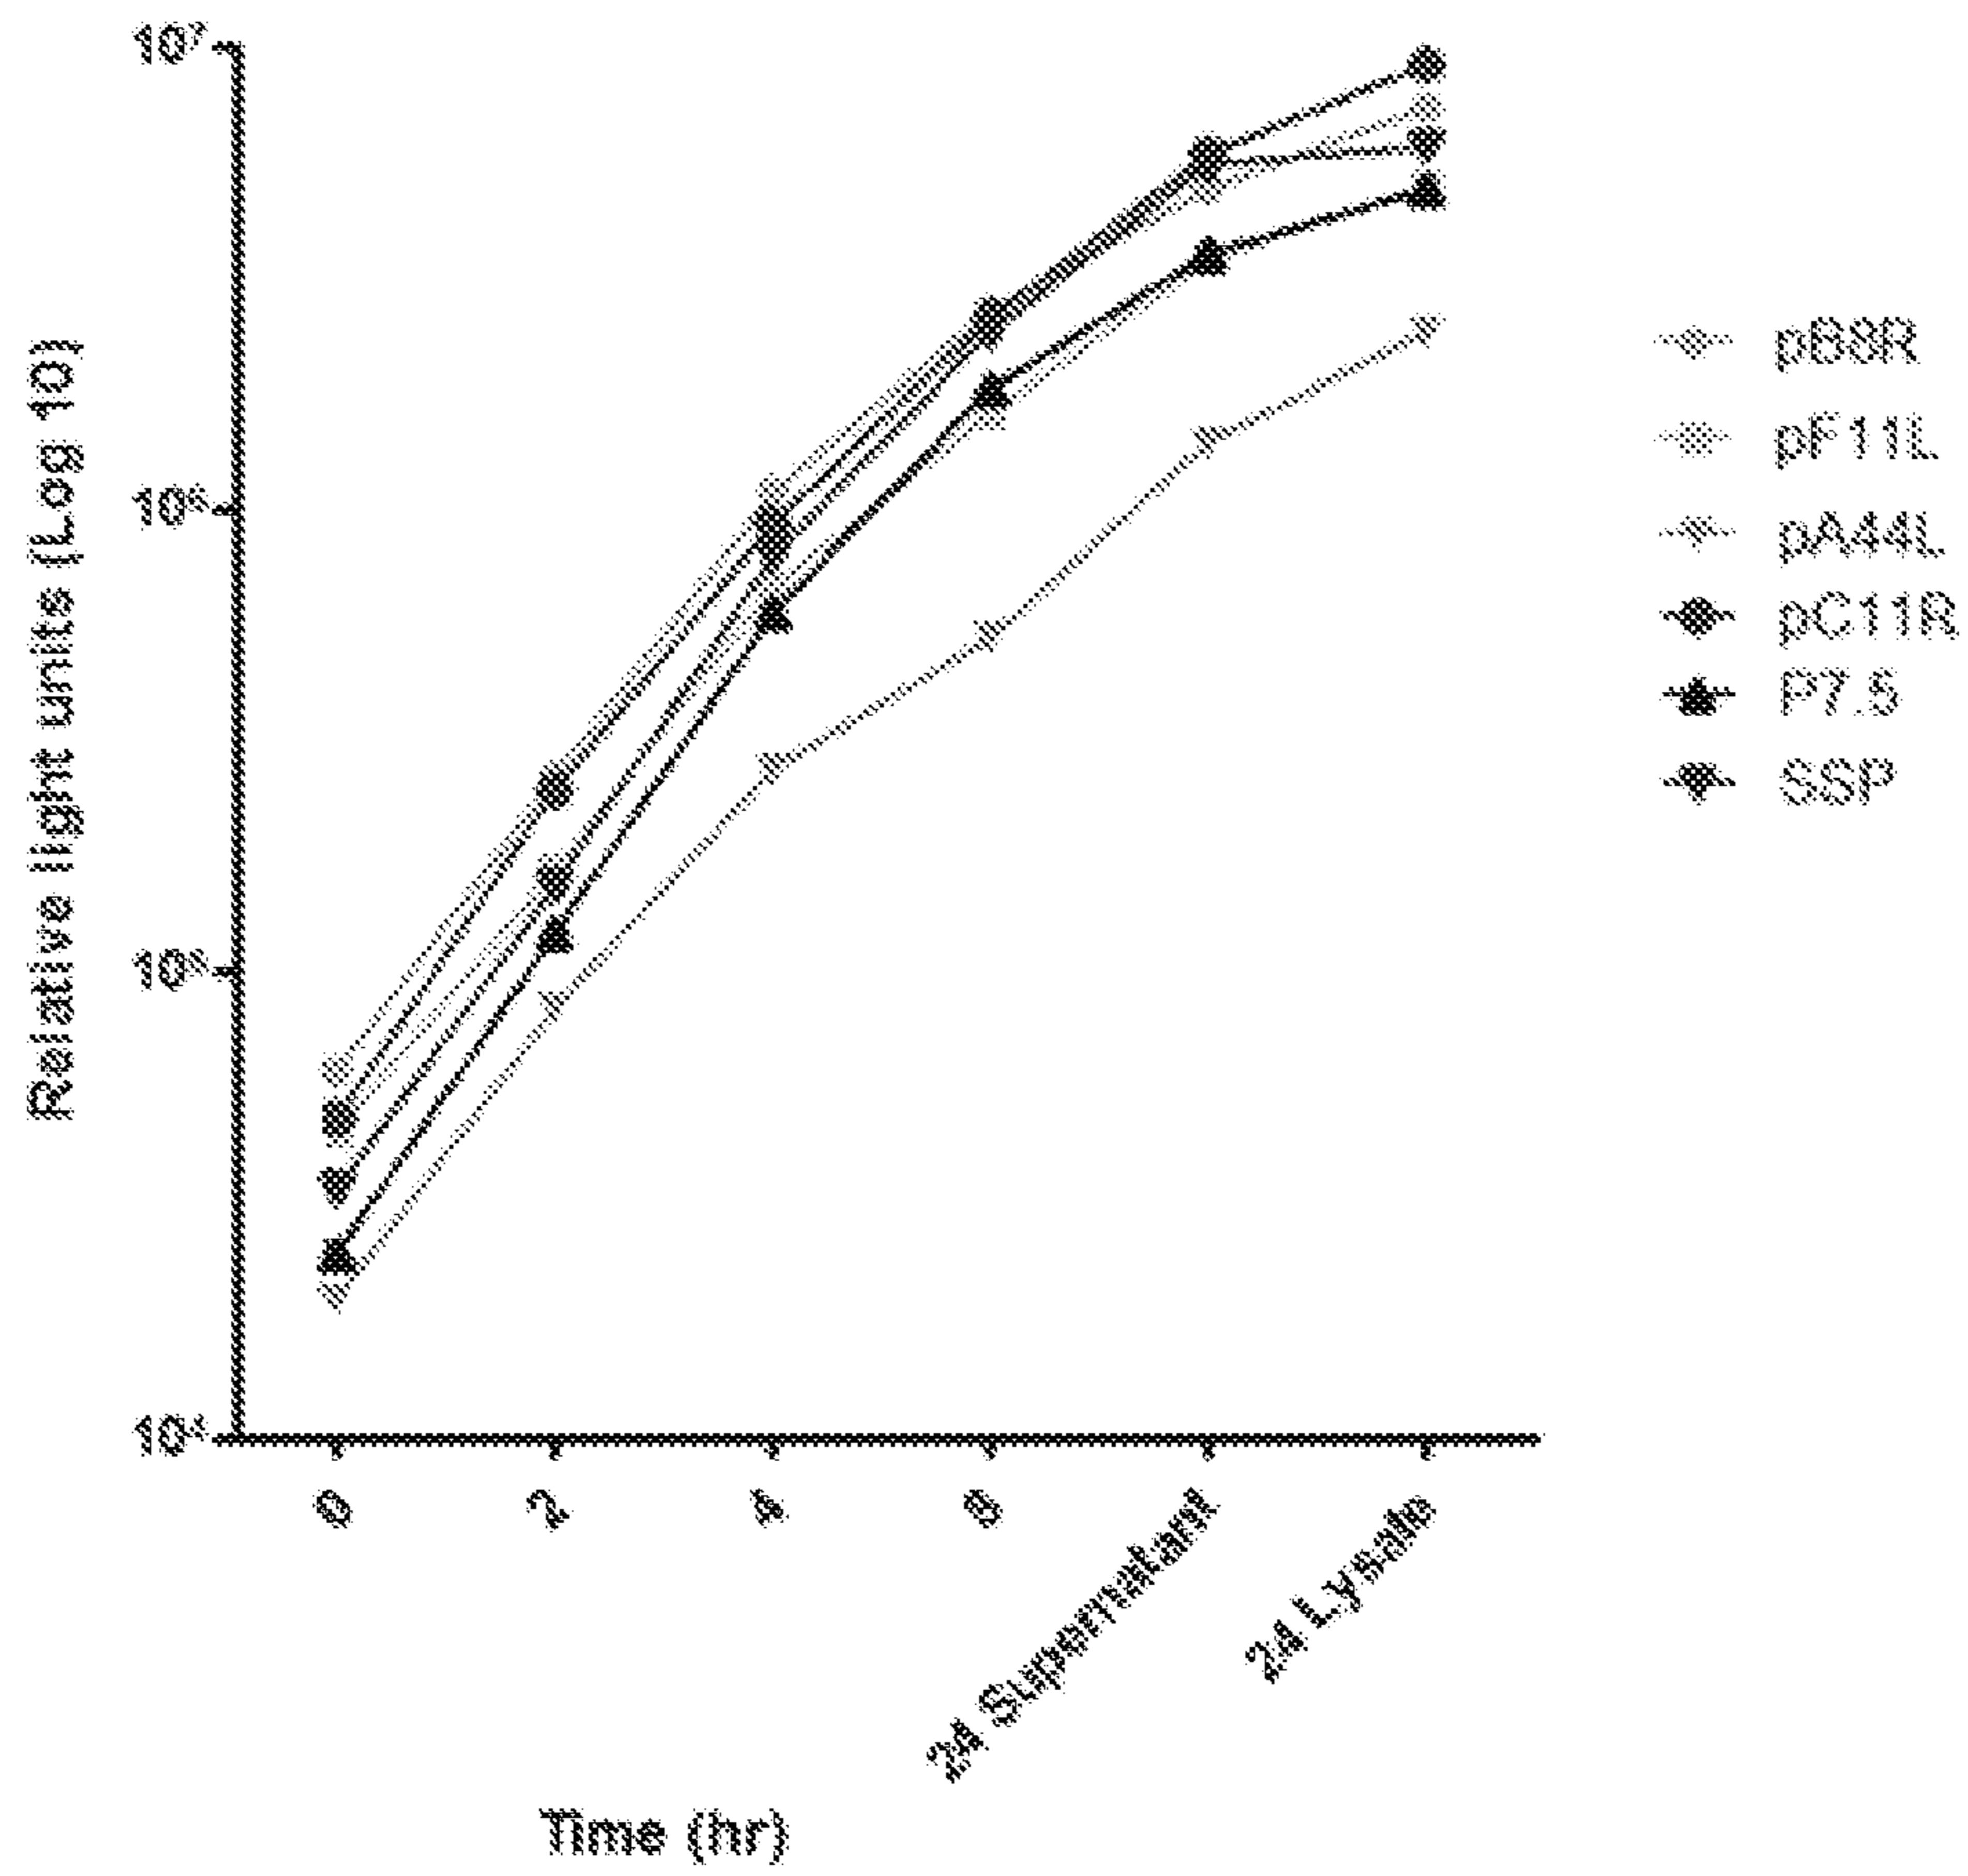 10⁷
10⁶
10⁵
10⁴
Relative light units (Log 10)
0
2
4
24 Supernatant
24 Lysate
Time (hr)
pB8R
pF11L
pA44L
pC11R
P7.5
SSP